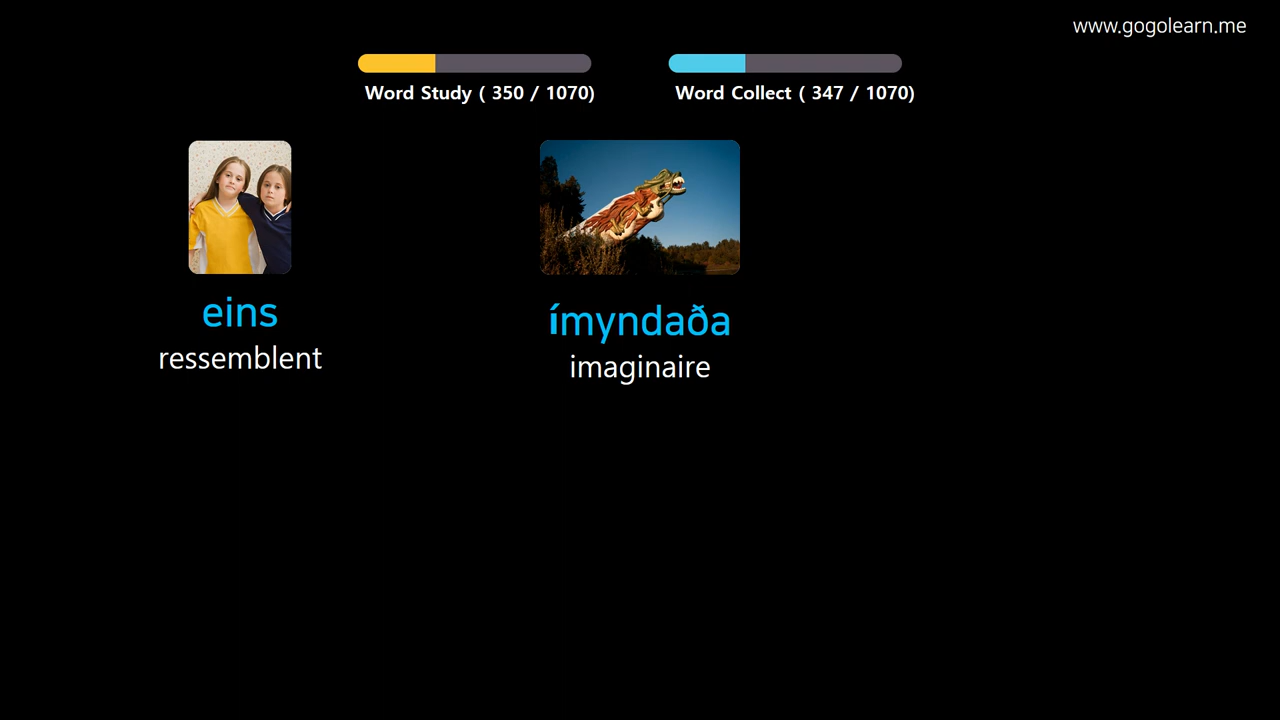 www.gogolearn.me
Word Study ( 350 / 1070)
Word Collect ( 347 / 1070)
eins
ressemblent
ímyndaða
imaginaire